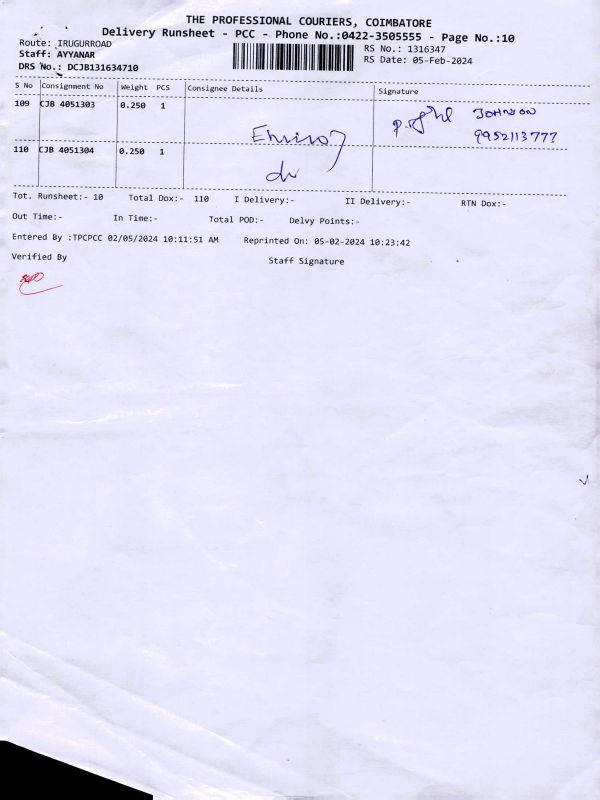 THE PROFESSIONAL COURIERS, COIMBATORE
Delivery Runsheet - PCC - Phone No.:0422-3505555 - Page No.:10
Route: IRUGURROAD
RS No.: 1316347
Staff: AYYANAR
RS Date: 05-Feb-2024
DRS No.: DCJB131634710
S No Consignment No Weight PCS Consignee Details Signature
109 CJB 4051303 0.250 1
JOHNSON
9952113777
110 CJB 4051304 0.250 1
Tot. Runsheet:- 10 Total Dox:- 110 I Delivery:- II Delivery:- RTN Dox:-
Out Time:- In Time:- Total POD:- Delvy Points:-
Entered By :TPCPCC 02/05/2024 10:11:51 AM Reprinted On: 05-02-2024 10:23:42
Verified By Staff Signature